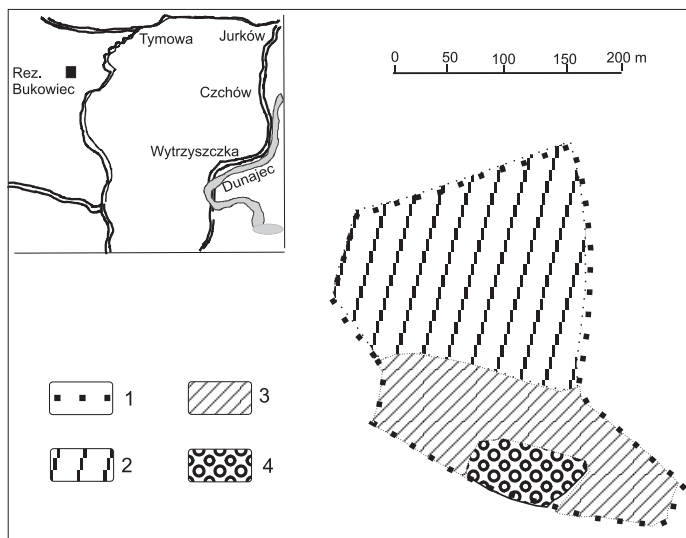 Tymowa
Jurków
Rez.
Bukowiec
Czchów
Wytrzyszczka
Dunajec
0 50 100 150 200 m
1
3
2
4